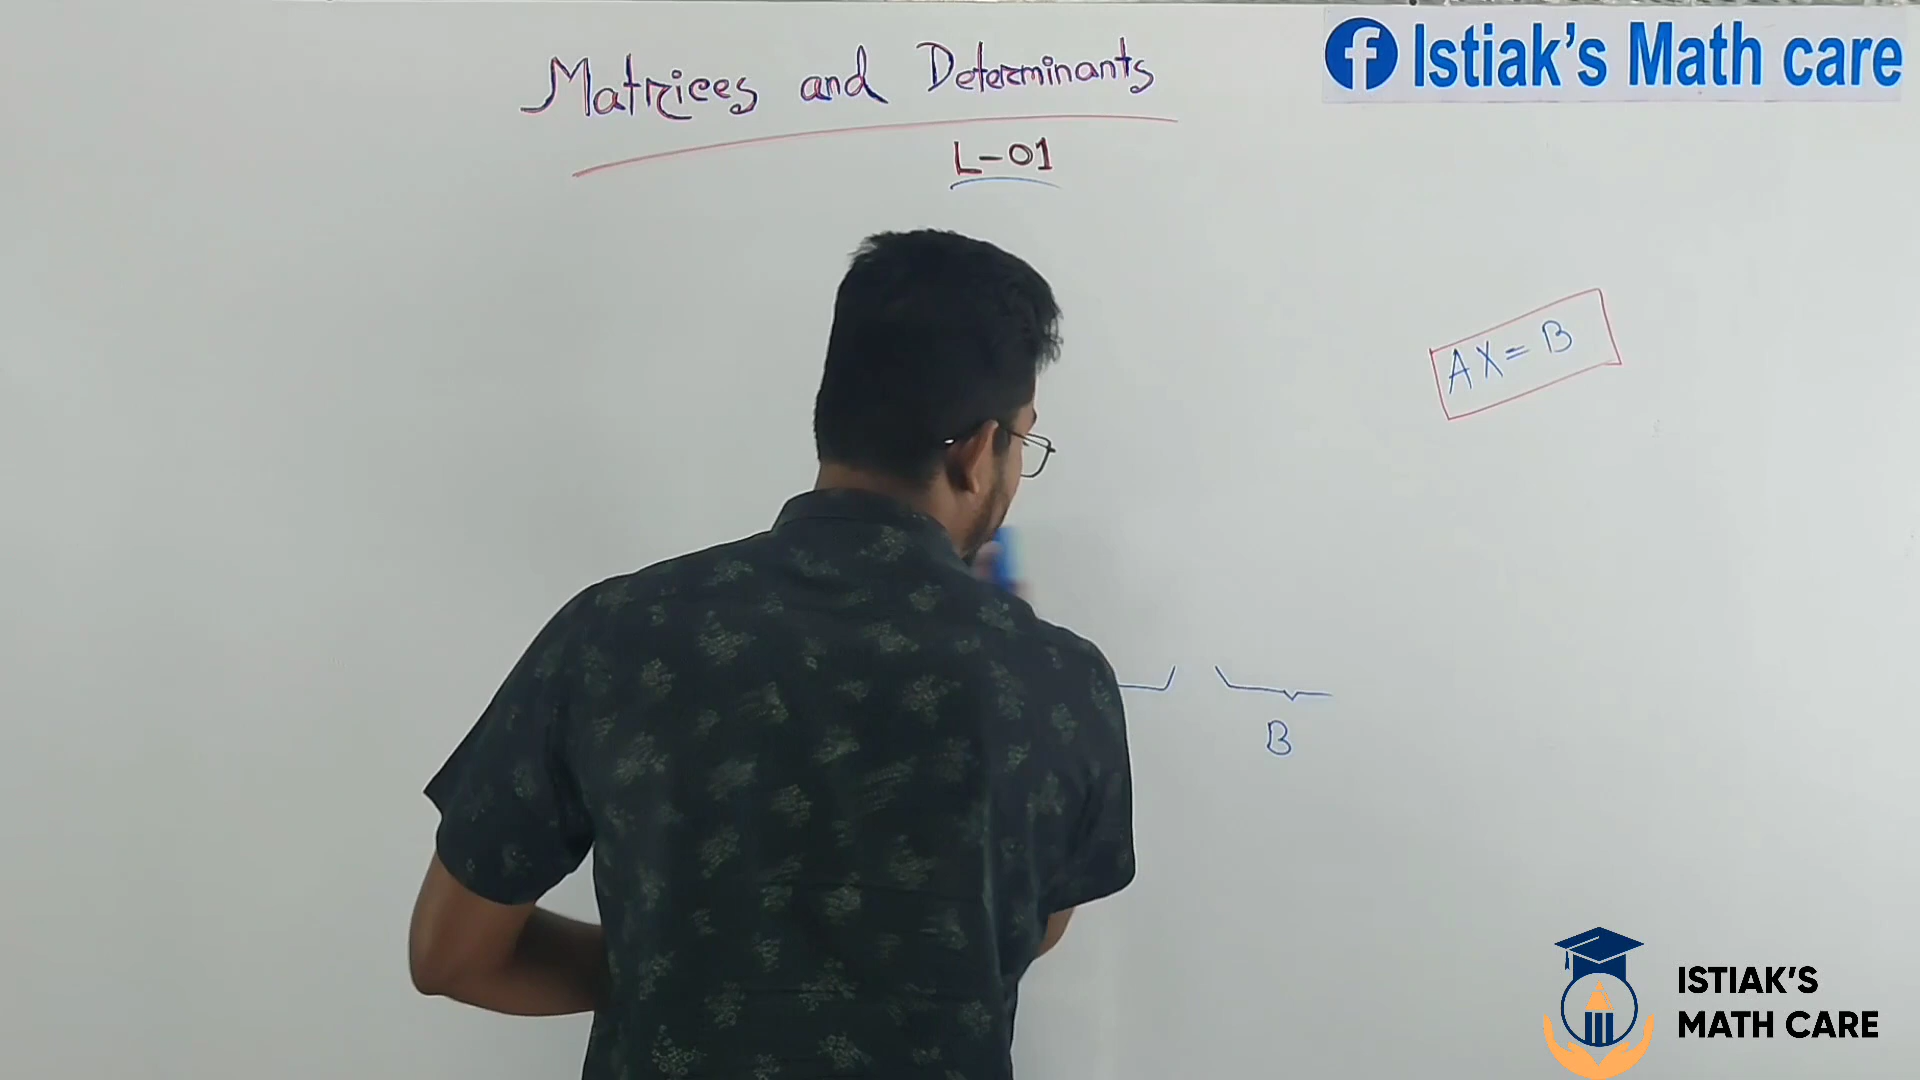 Matrices and Determinants
Istiak's Math care
L-01
AX = B
B
ISTIAK'S
MATH CARE